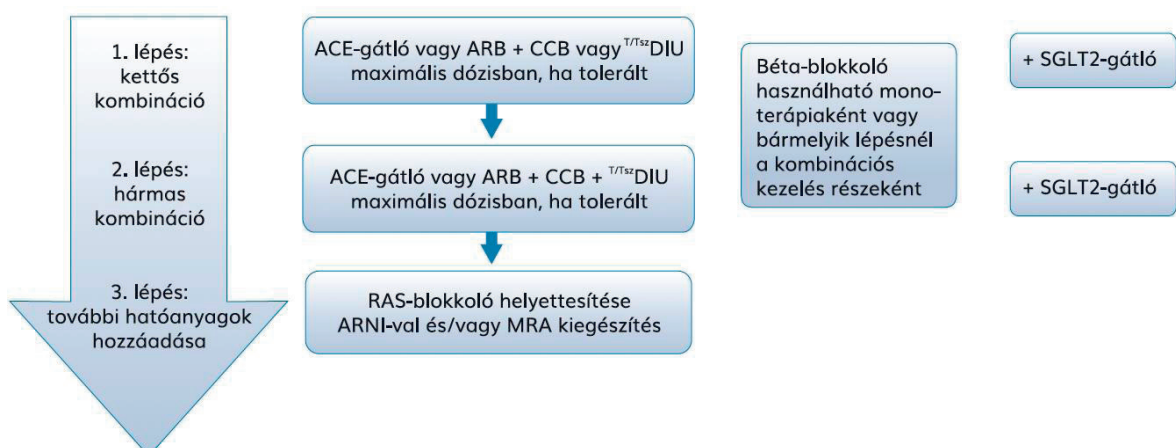 1. lépés:
kettős
kombináció
ACE-gátló vagy ARB + CCB vagy T/TszDIU
maximális dózisban, ha tolerált
Béta-blokkoló
használható mono-
terápiaként vagy
bármelyik lépésnél
a kombinációs
kezelés részeként
+ SGLT2-gátló
2. lépés:
hármas
kombináció
ACE-gátló vagy ARB + CCB + T/TszDIU
maximális dózisban, ha tolerált
+ SGLT2-gátló
3. lépés:
további hatóanyagok
hozzáadása
RAS-blokkoló helyettesítése
ARNI-val és/vagy MRA kiegészítés